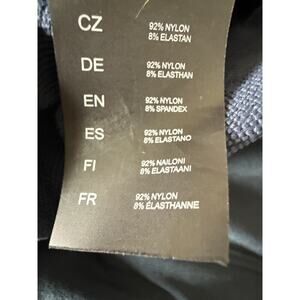 CZ 92% NYLON
8% ELASTAN
DE 92% NYLON
8% ELASTHAN
EN 92% NYLON
8% SPANDEX
ES 92% NYLON
8% ELASTANO
FI 92% NAILONI
8% ELASTAANI
FR 92% NYLON
8% ÉLASTHANNE